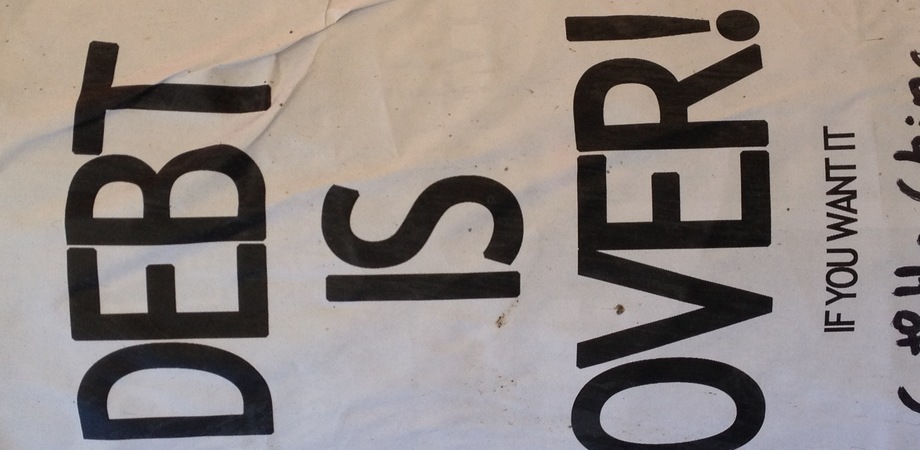 DEBT
IS
OVER!
IF YOU WANT IT